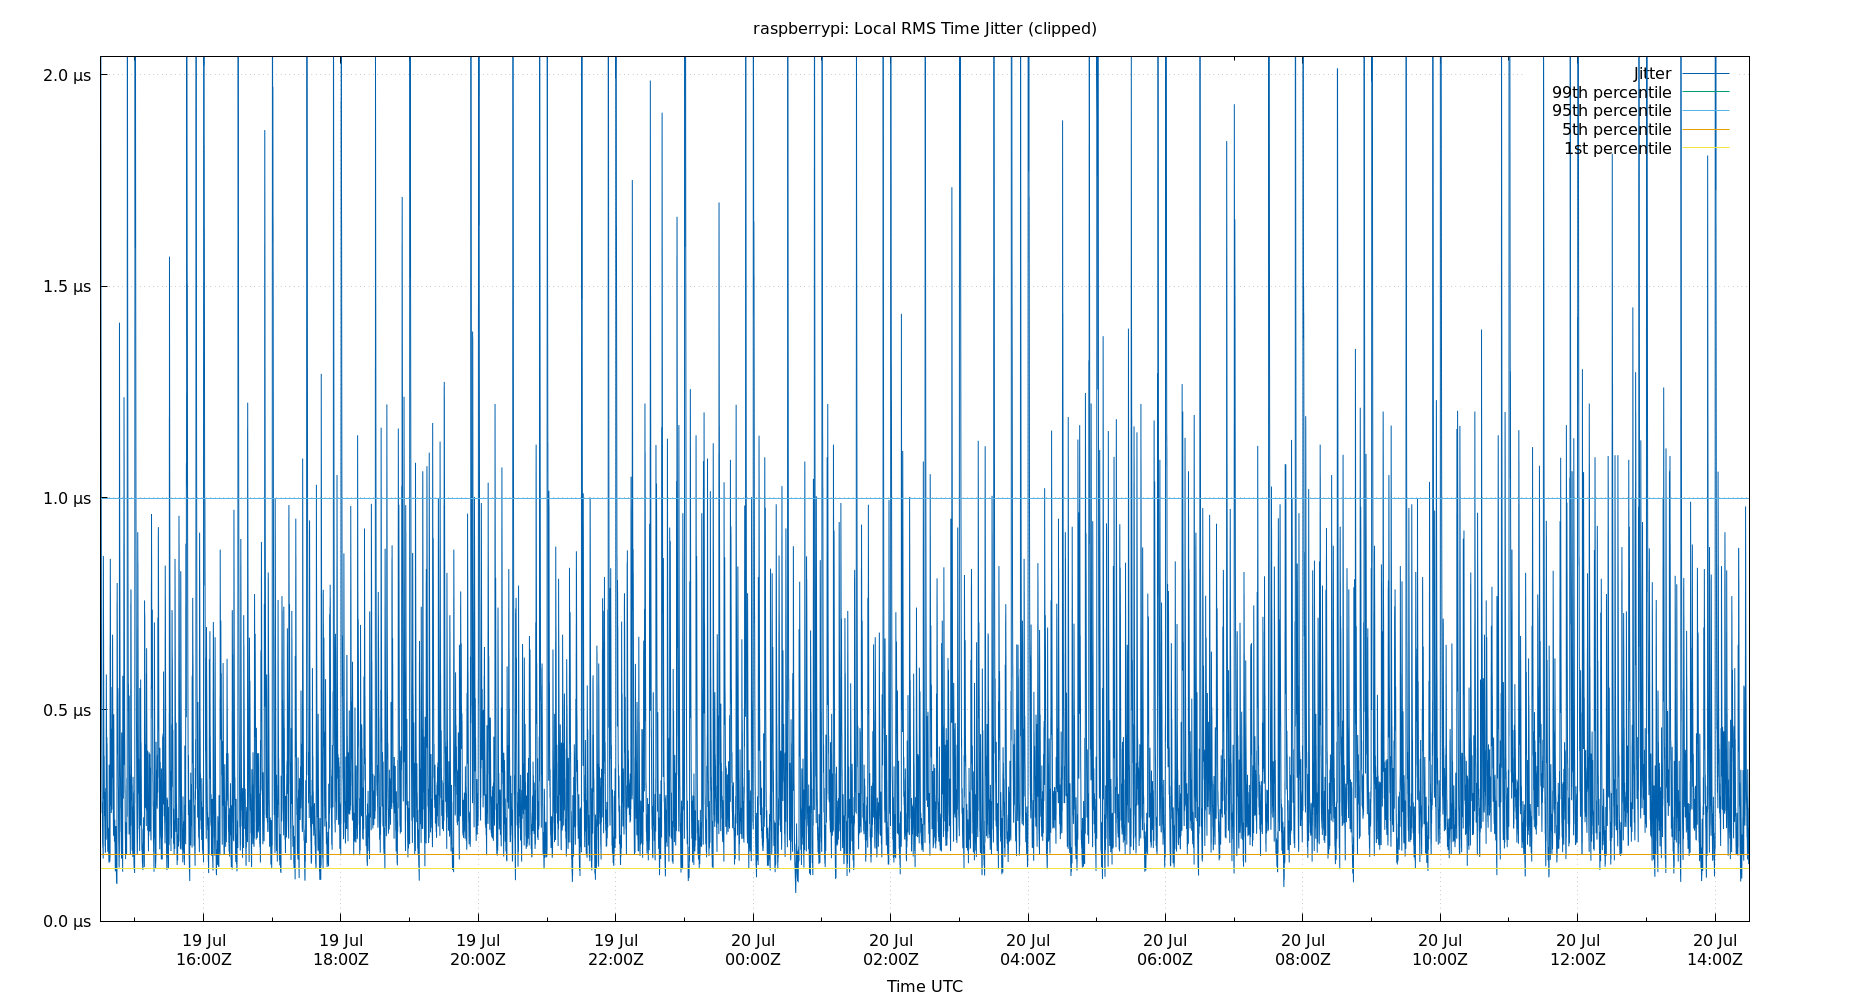 raspberrypi: Local RMS Time Jitter (clipped)
2.0 µs
1.5 µs
1.0 µs
0.5 µs
0.0 µs
Jitter
99th percentile
95th percentile
5th percentile
1st percentile
19 Jul
16:00Z
19 Jul
18:00Z
19 Jul
20:00Z
19 Jul
22:00Z
20 Jul
00:00Z
20 Jul
02:00Z
20 Jul
04:00Z
20 Jul
06:00Z
20 Jul
08:00Z
20 Jul
10:00Z
20 Jul
12:00Z
20 Jul
14:00Z
Time UTC